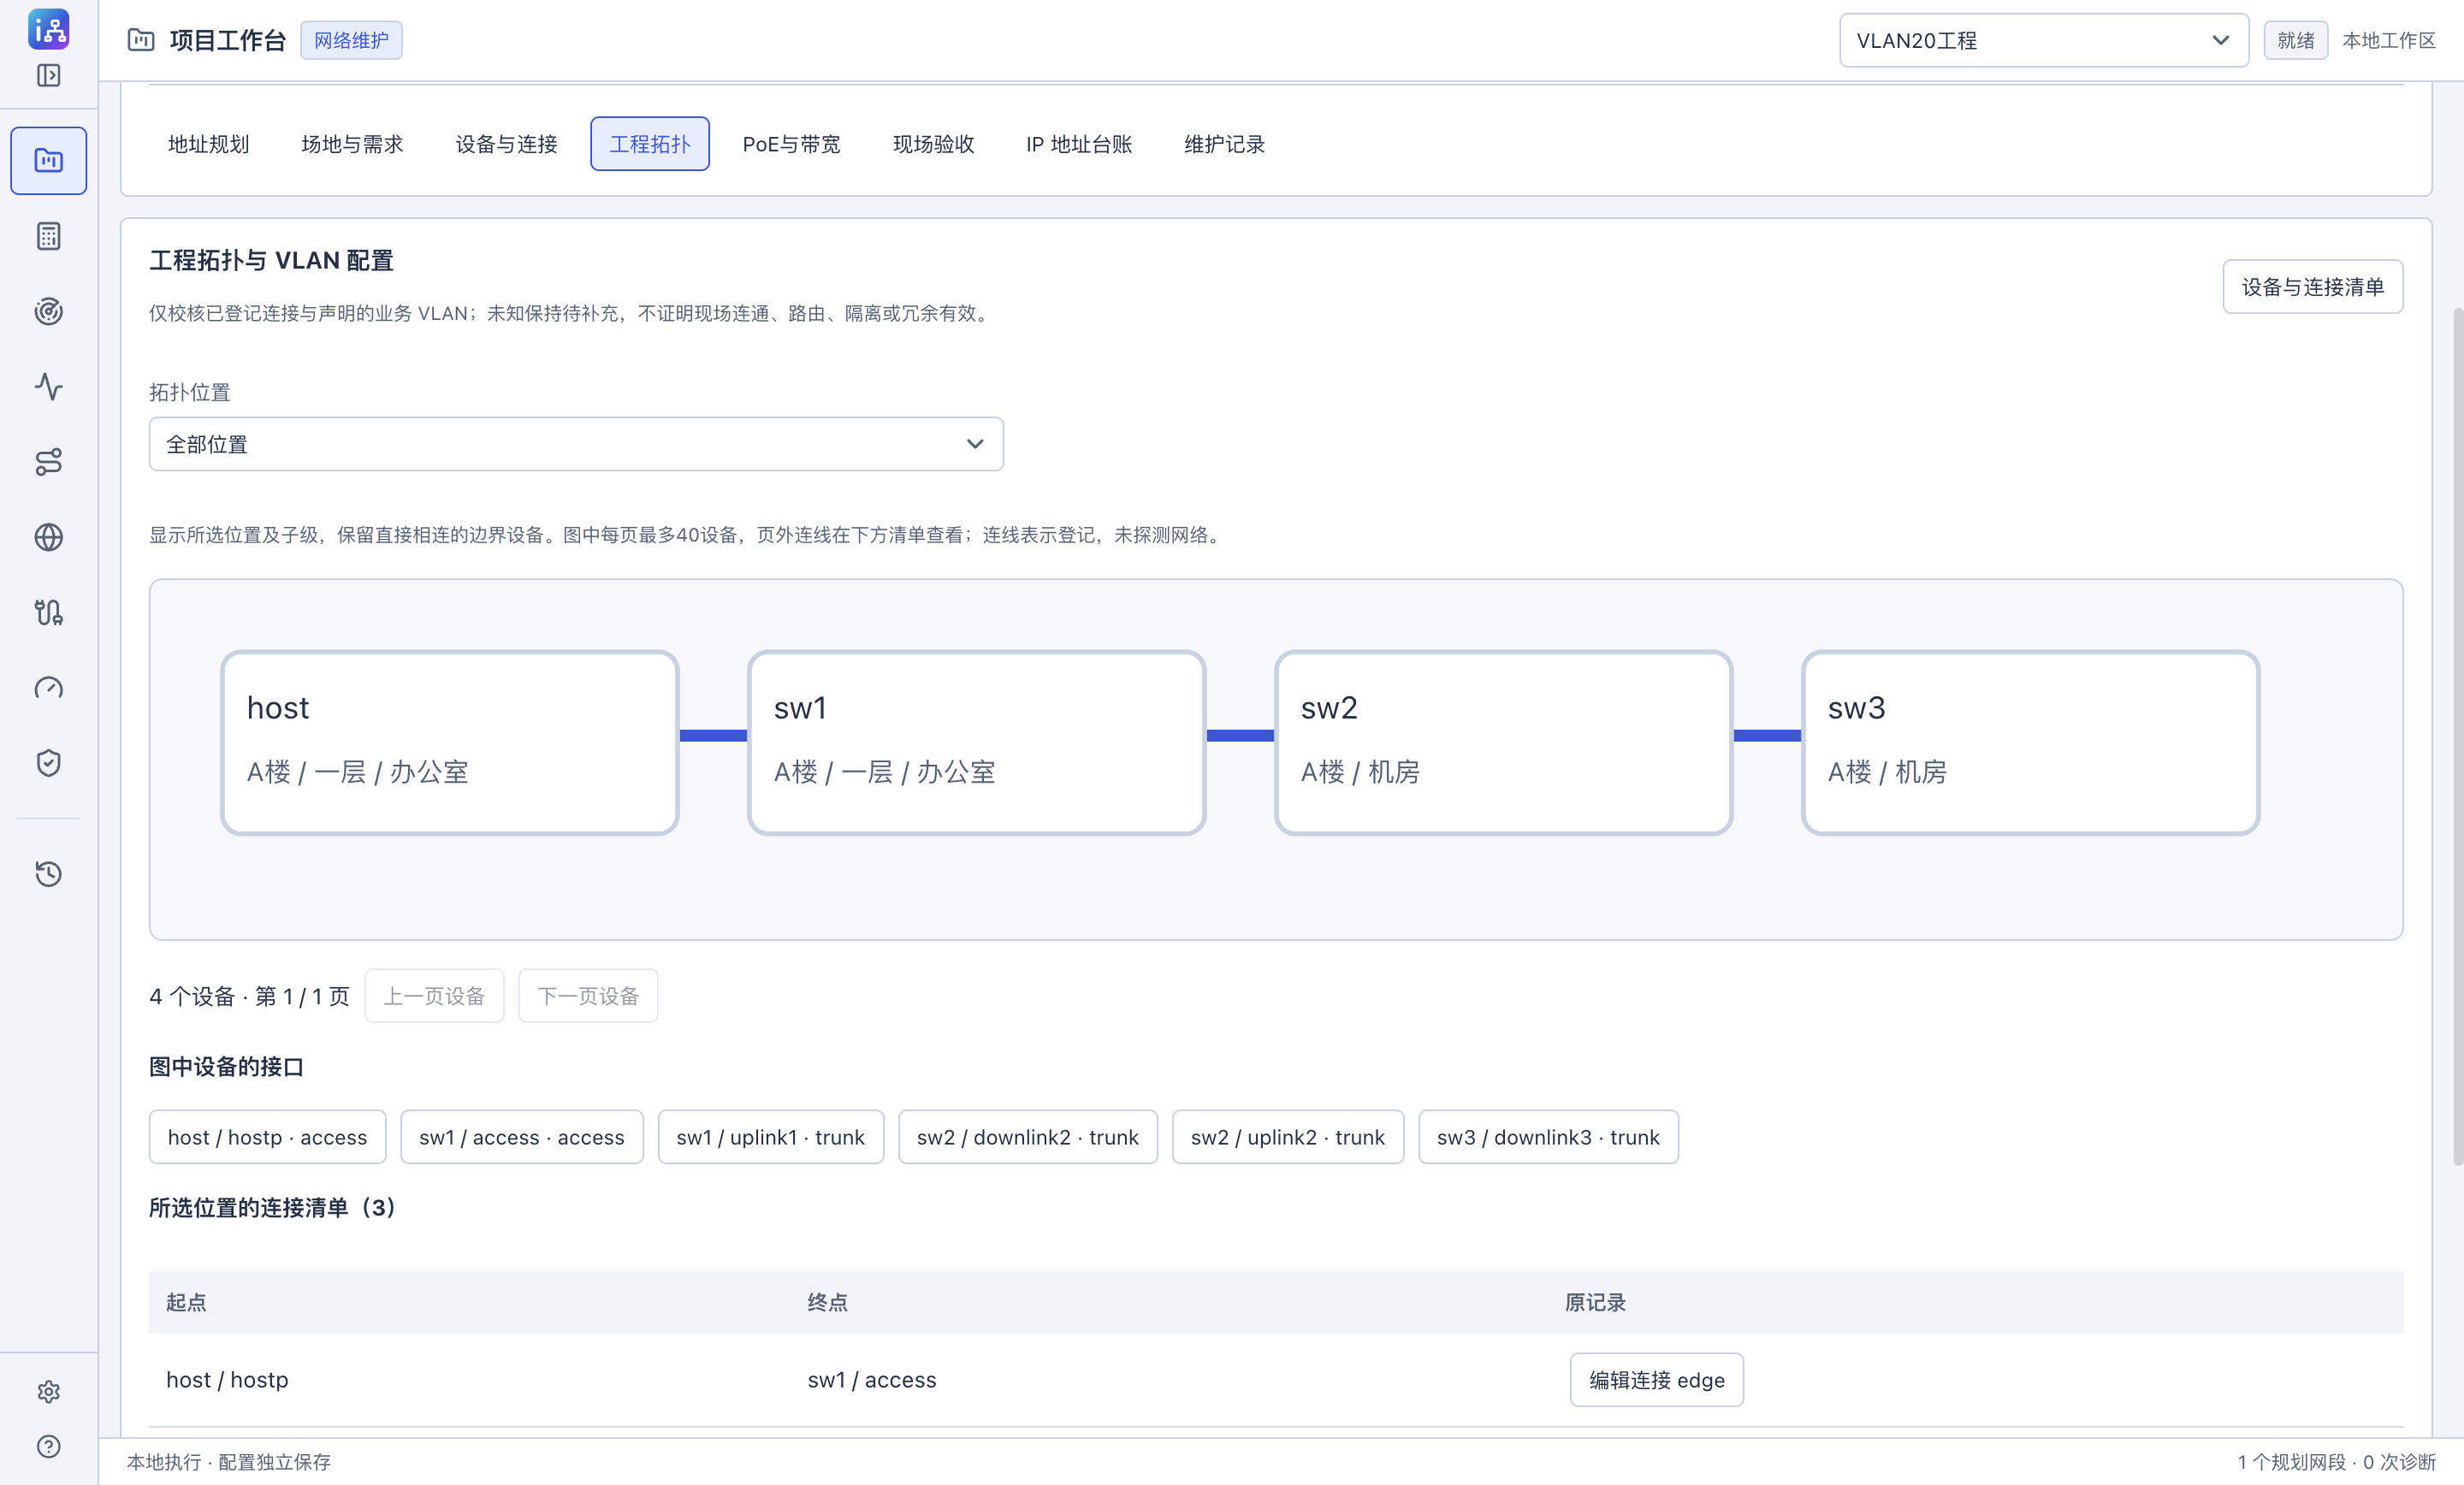 项目工作台 网络维护 VLAN20工程 就绪 本地工作区
地址规划 场地与需求 设备与连接 工程拓扑 PoE与带宽 现场验收 IP 地址台账 维护记录
工程拓扑与 VLAN 配置
设备与连接清单
仅校核已登记连接与声明的业务 VLAN；未知保持待补充，不证明现场连通、路由、隔离或冗余有效。
拓扑位置
全部位置
显示所选位置及子级，保留直接相连的边界设备。图中每页最多40设备，页外连线在下方清单查看；连线表示登记，未探测网络。
host
A楼 / 一层 / 办公室
sw1
A楼 / 一层 / 办公室
sw2
A楼 / 机房
sw3
A楼 / 机房
4 个设备 · 第 1 / 1 页 上一页设备 下一页设备
图中设备的接口
host / hostp · access sw1 / access · access sw1 / uplink1 · trunk sw2 / downlink2 · trunk sw2 / uplink2 · trunk sw3 / downlink3 · trunk
所选位置的连接清单（3）
起点 终点 原记录
host / hostp sw1 / access 编辑连接 edge
本地执行 · 配置独立保存 1 个规划网段 · 0 次诊断